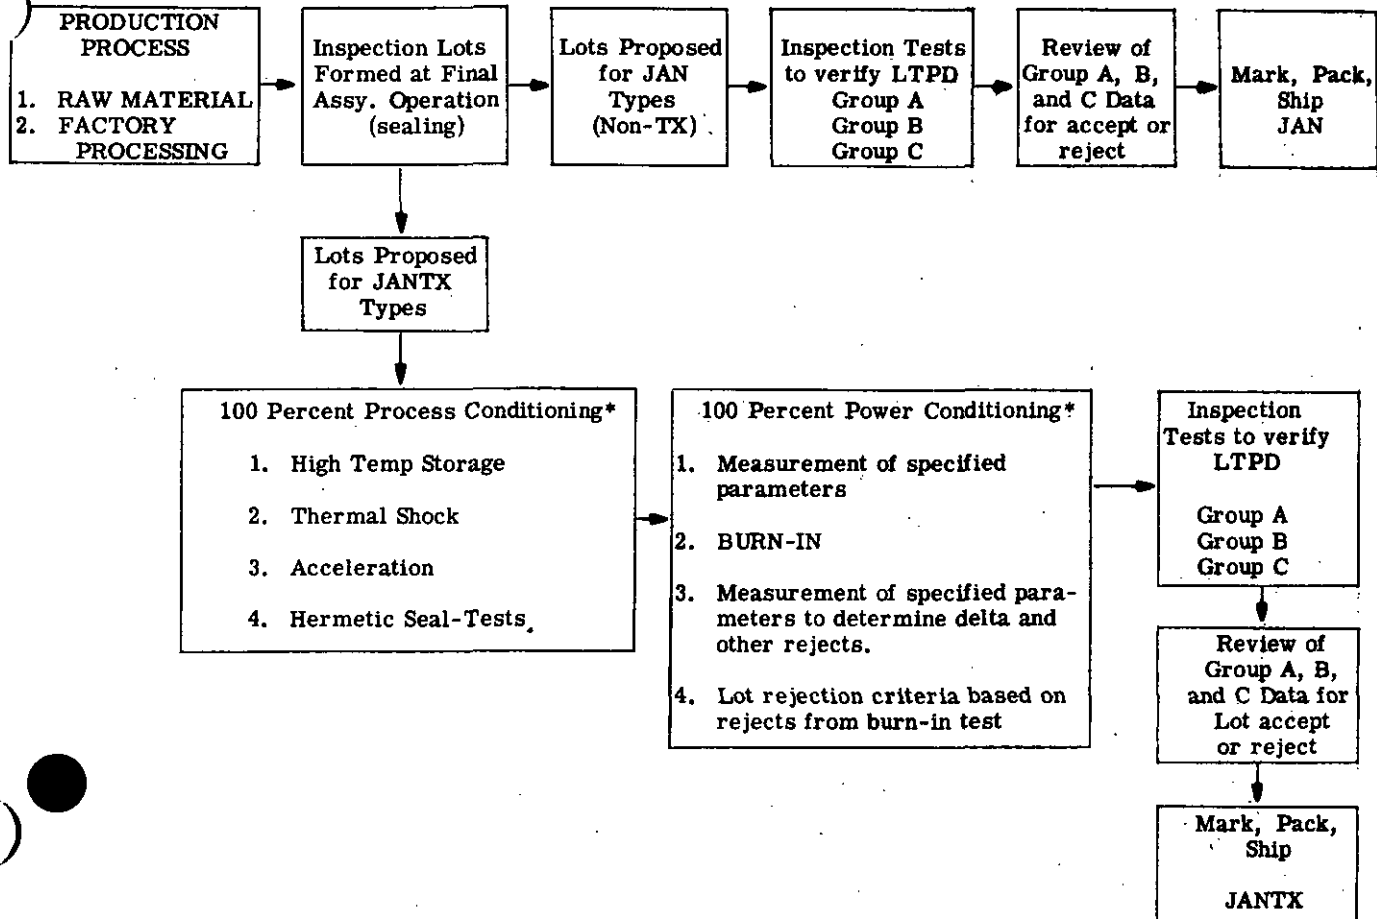 PRODUCTION
PROCESS
1. RAW MATERIAL
2. FACTORY
PROCESSING
Inspection Lots
Formed at Final
Assy. Operation
(sealing)
Lots Proposed
for JAN
Types
(Non-TX)
Inspection Tests
to verify LTPD
Group A
Group B
Group C
Review of
Group A, B,
and C Data
for accept or
reject
Mark, Pack,
Ship
JAN
Lots Proposed
for JANTX
Types
100 Percent Process Conditioning*
1. High Temp Storage
2. Thermal Shock
3. Acceleration
4. Hermetic Seal-Tests
100 Percent Power Conditioning*
1. Measurement of specified
parameters
2. BURN-IN
3. Measurement of specified para-
meters to determine delta and
other rejects.
4. Lot rejection criteria based on
rejects from burn-in test
Inspection
Tests to verify
LTPD
Group A
Group B
Group C
Review of
Group A, B,
and C Data for
Lot accept
or reject
Mark, Pack,
Ship
JANTX